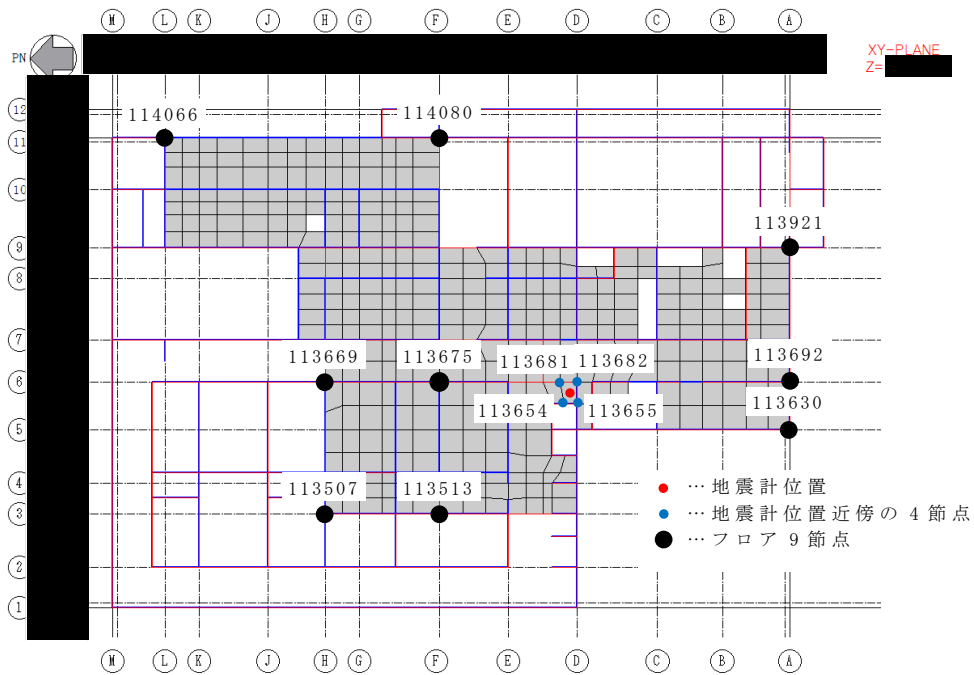 M L K J H G F E D C B A
PN
XY-PLANE
Z=
12
114066 114080
11
10
113921
9
8
7
113669 113675 113681 113682 113692
6
113654 113655 113630
5
4
113507 113513
3
…地震計位置
…地震計位置近傍の4節点
…フロア9節点
2
1
M L K J H G F E D C B A